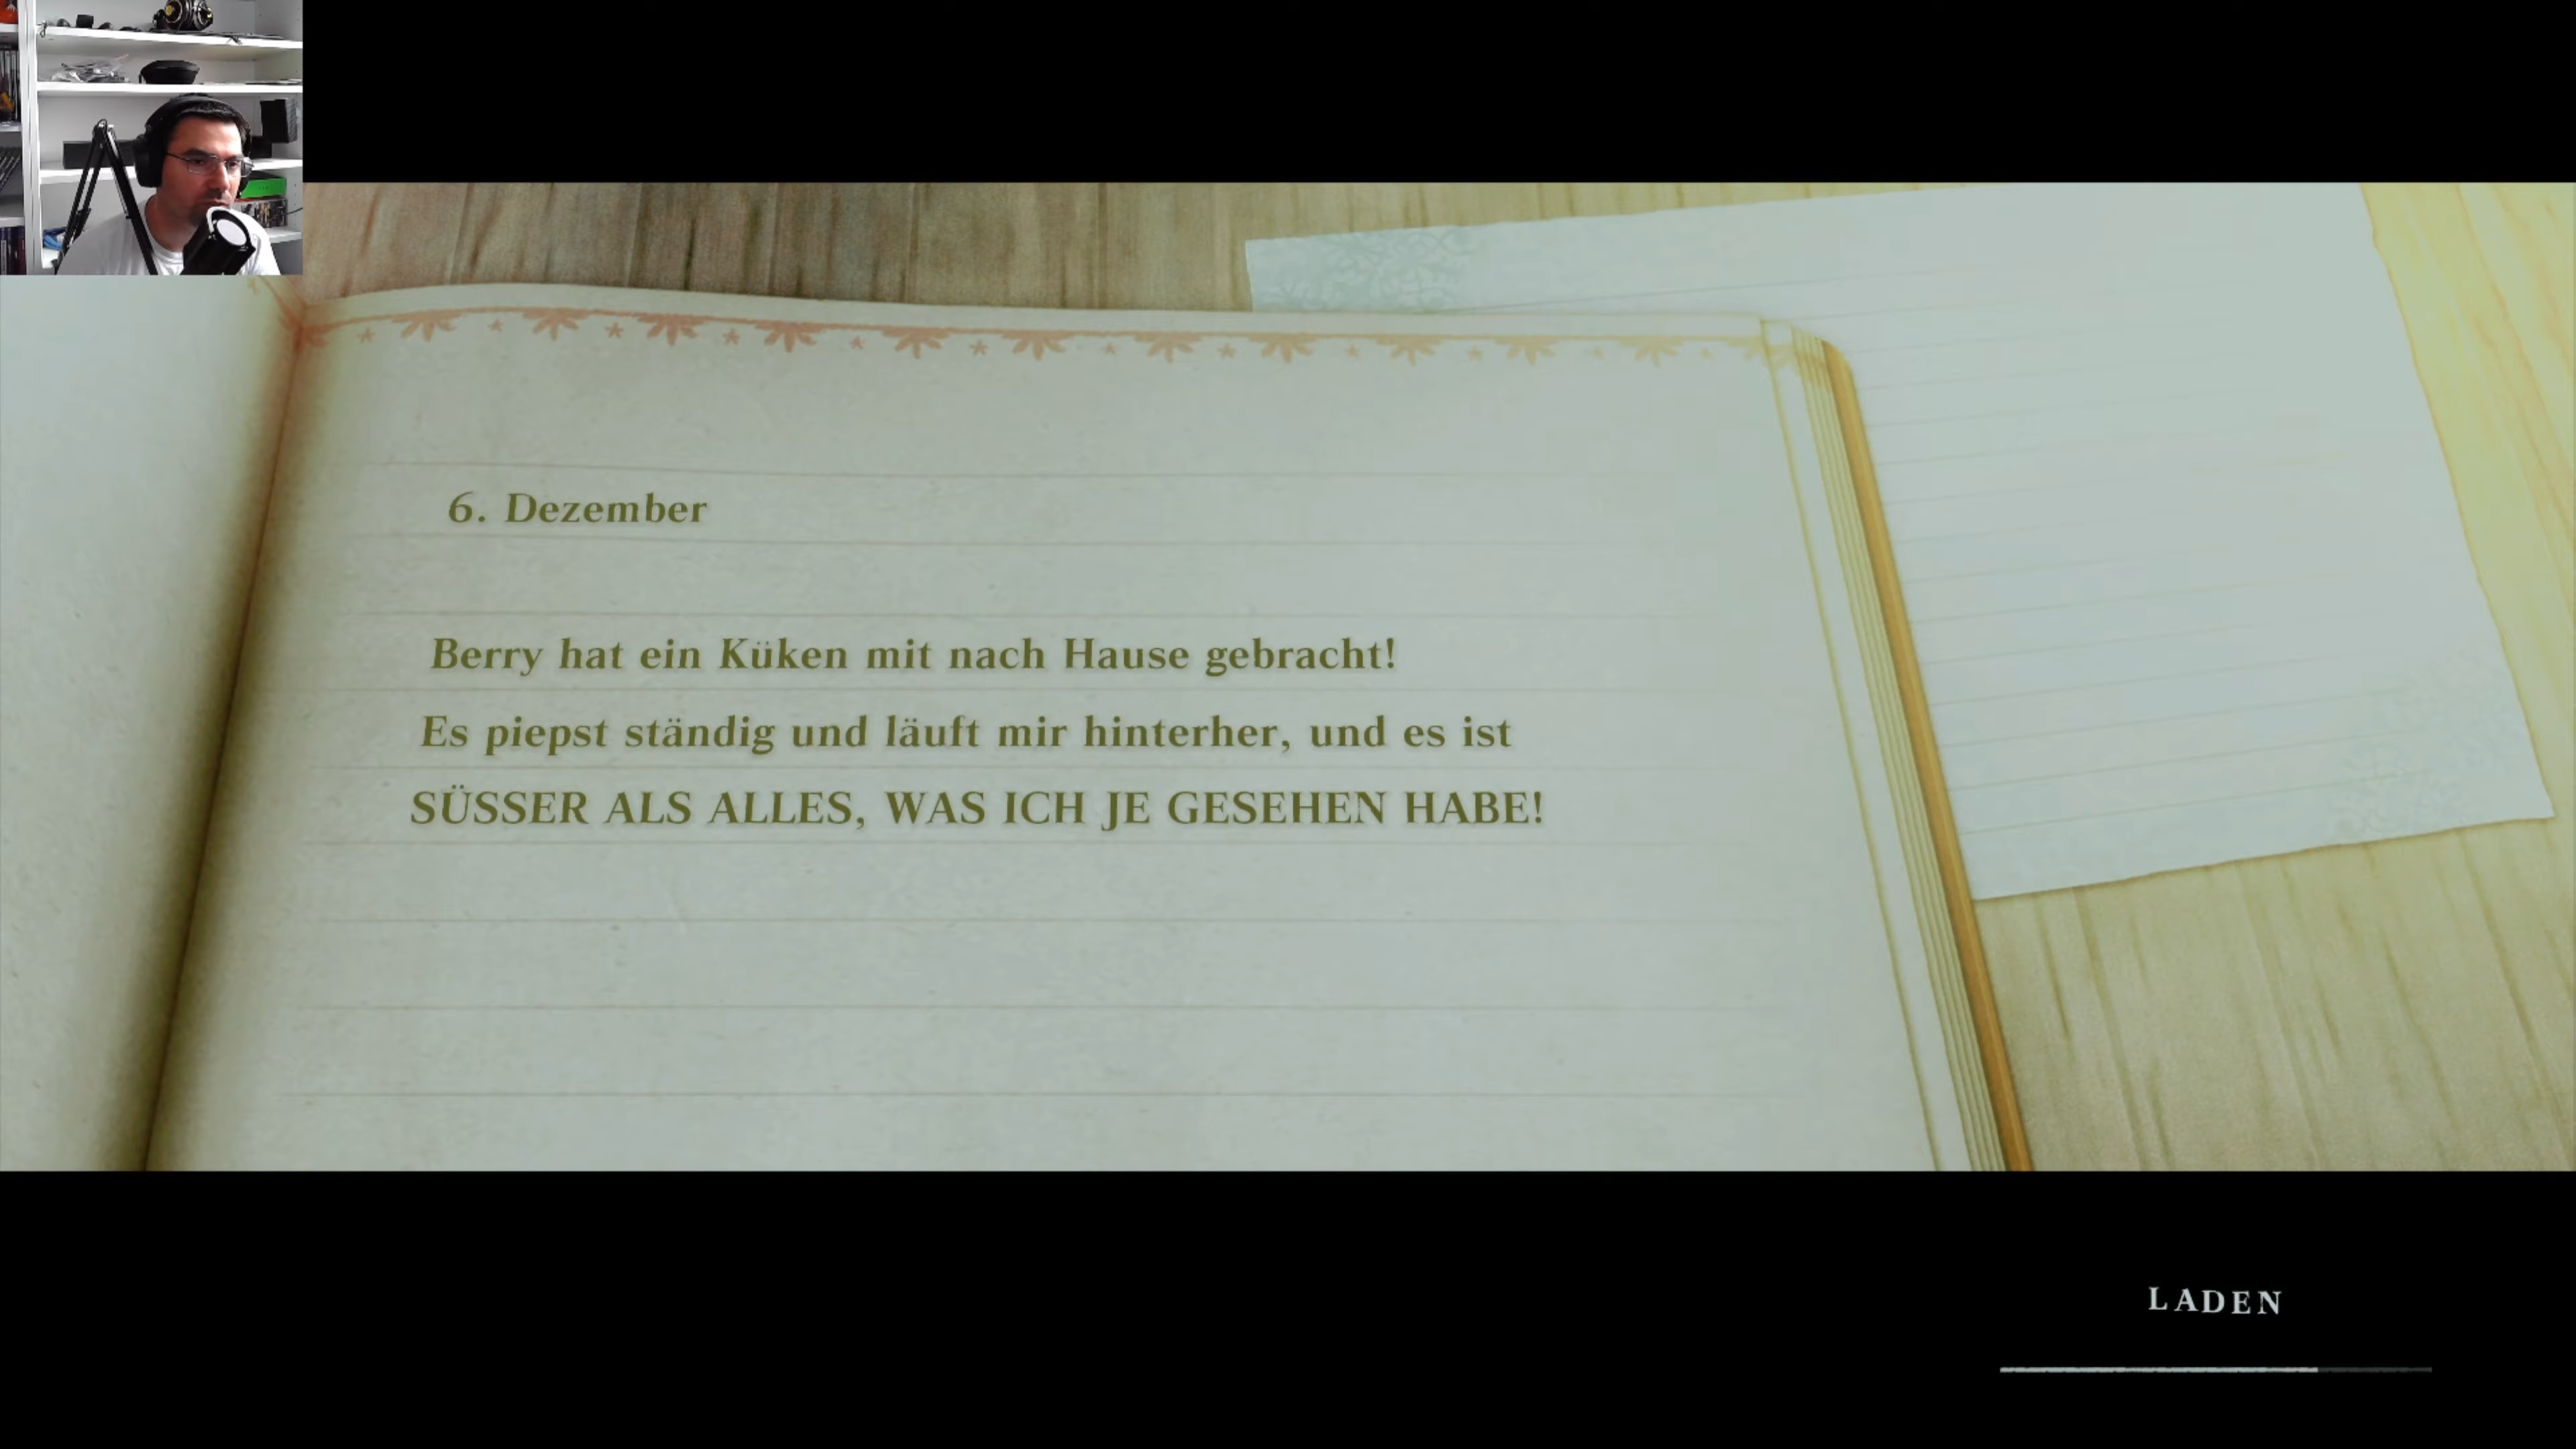 6. Dezember
Berry hat ein Küken mit nach Hause gebracht!
Es piepst ständig und läuft mir hinterher, und es ist
SÜSSER ALS ALLES, WAS ICH JE GESEHEN HABE!
LADEN